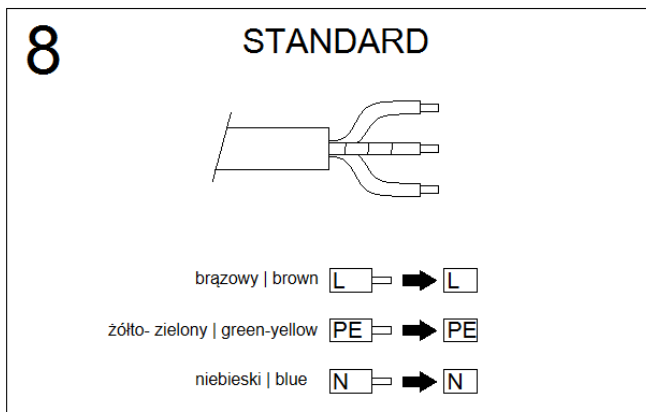 8
STANDARD
brązowy | brown L L
żółto- zielony | green-yellow PE PE
niebieski | blue N N